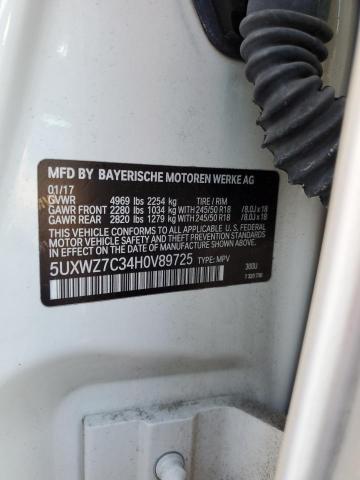 MFD BY BAYERISCHE MOTOREN WERKE AG
01/17
GVWR 4969 lbs 2254 kg TIRE / RIM
GAWR FRONT 2280 lbs 1034 kg WITH 245/50 R18 /8.0J x 18
GAWR REAR 2820 lbs 1279 kg WITH 245/50 R18 /8.0J x 18
THIS VEHICLE CONFORMS TO ALL APPLICABLE U.S. FEDERAL
MOTOR VEHICLE SAFETY, BUMPER, AND THEFT PREVENTION
STANDARDS IN EFFECT ON THE DATE OF MANUFACTURE
SHOWN ABOVE.
5UXWZ7C34H0V89725 TYPE: MPV 300U